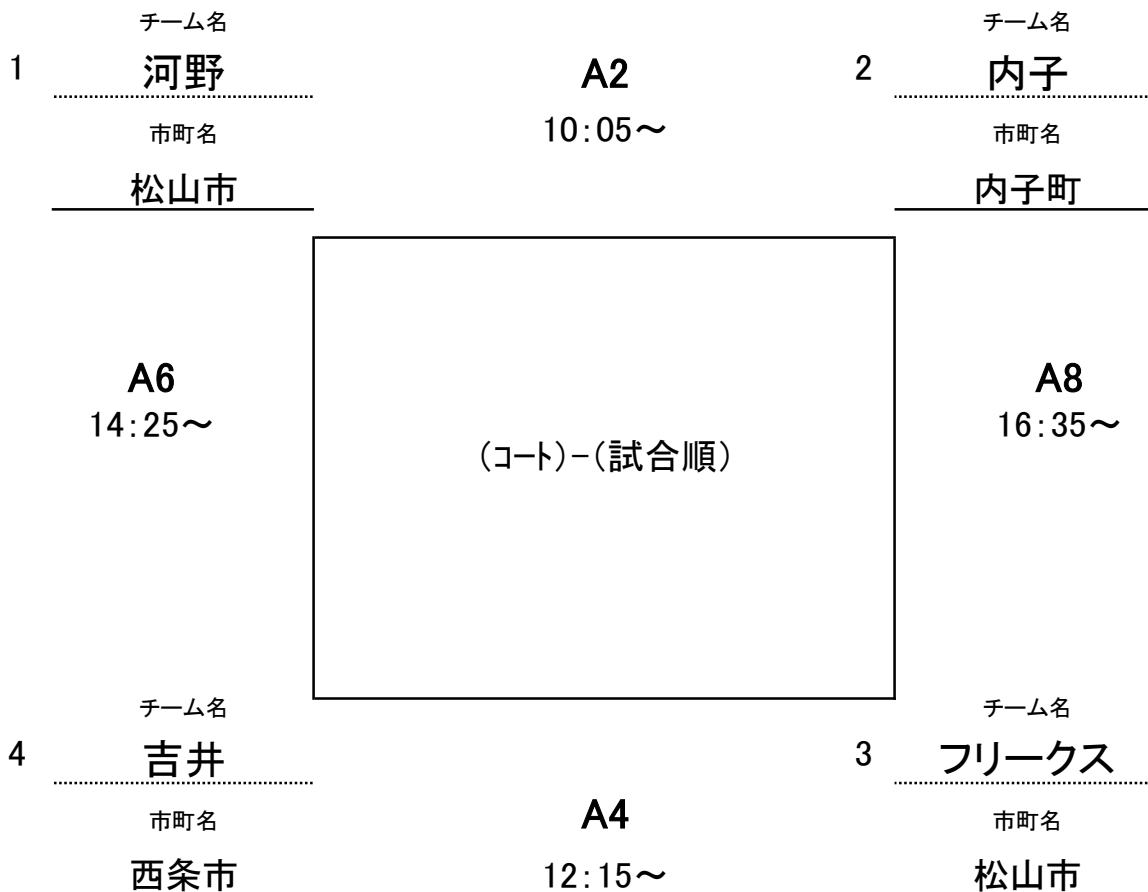 チーム名
チーム名
1 河野
A2
2 内子
10:05～
市町名
市町名
松山市
内子町
A6
A8
14:25～
16:35～
(ｺｰﾄ)-(試合順)
チーム名
チーム名
4 吉井
3 フリークス
A4
市町名
市町名
西条市
12:15～
松山市